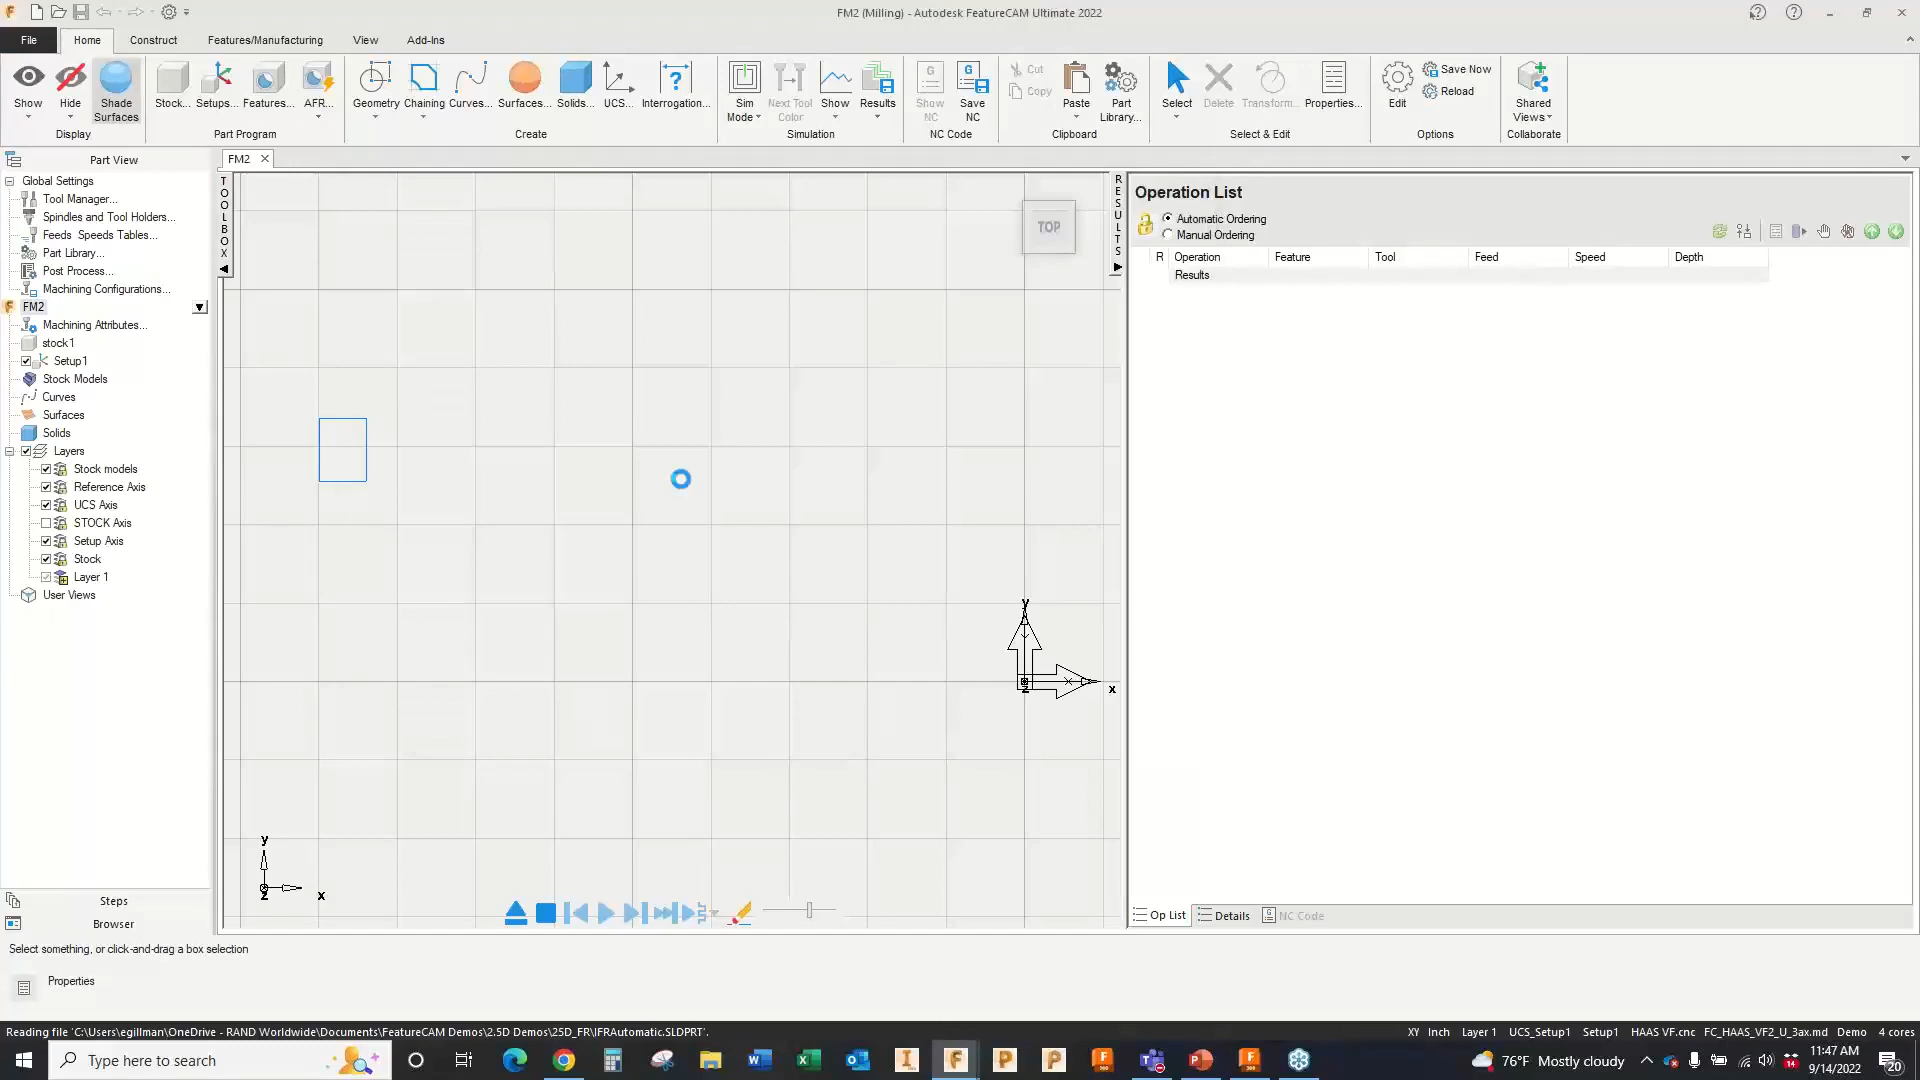 FM2 (Milling) - Autodesk FeatureCAM Ultimate 2022
File Home Construct Features/Manufacturing View Add-Ins
Show Hide Shade Surfaces
Display
Stock... Setups... Features... AFR...
Part Program
Geometry Chaining Curves... Surfaces... Solids... UCS... Interrogation...
Create
Sim Mode Next Tool Color Show Results
Simulation
Show NC Save NC
NC Code
Cut
Copy
Paste Part Library...
Clipboard
Select Delete Transform... Properties...
Select & Edit
Edit Save Now
Reload
Options
Shared Views
Collaborate
Part View
FM2
Global Settings
Tool Manager...
Spindles and Tool Holders...
Feeds Speeds Tables...
Part Library...
Post Process...
Machining Configurations...
FM2
Machining Attributes...
stock1
Setup1
Stock Models
Curves
Surfaces
Solids
Layers
Stock models
Reference Axis
UCS Axis
STOCK Axis
Setup Axis
Stock
Layer 1
User Views
Steps
Browser
TOOLBOX
TOP
y
x
z
y
x
z
RESULTS
Operation List
Automatic Ordering
Manual Ordering
R Operation Feature Tool Feed Speed Depth
Results
Op List Details NC Code
Select something, or click-and-drag a box selection
Properties
Reading file 'C:\Users\egillman\OneDrive - RAND Worldwide\Documents\FeatureCAM Demos\2.5D Demos\25D_FR\IFRAutomatic.SLDPRT'.
XY Inch Layer 1 UCS_Setup1 Setup1 HAAS VF.cnc FC_HAAS_VF2_U_3ax.md Demo 4 cores
Type here to search
76°F Mostly cloudy
11:47 AM
9/14/2022
20
14